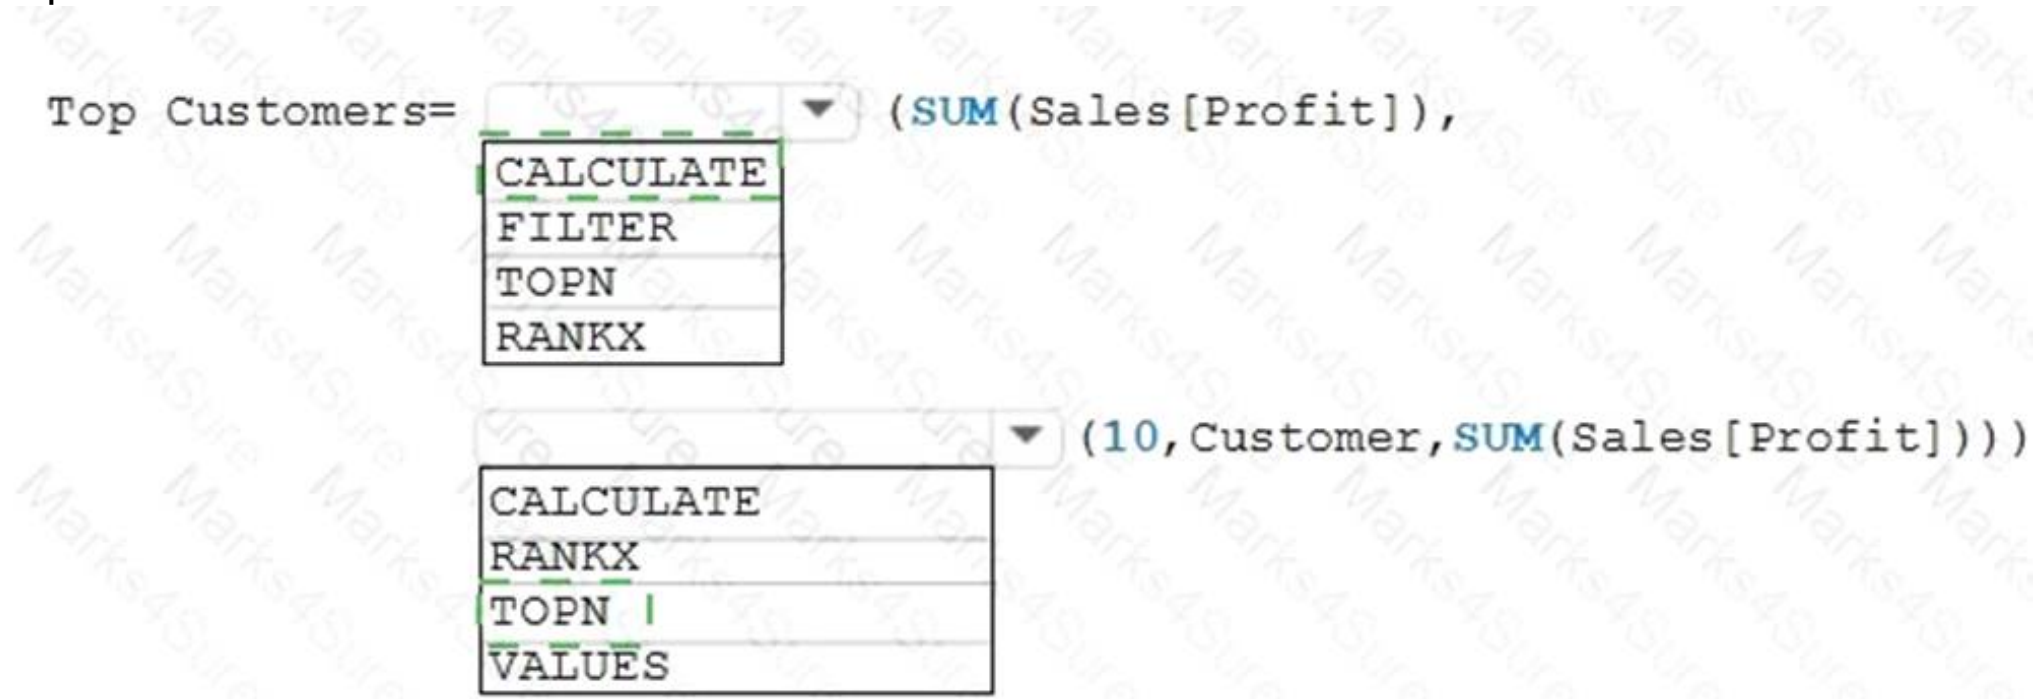 Top Customers= (SUM(Sales[Profit]),
CALCULATE
FILTER
TOPN
RANKX
(10,Customer,SUM(Sales[Profit])))
CALCULATE
RANKX
TOPN
VALUES